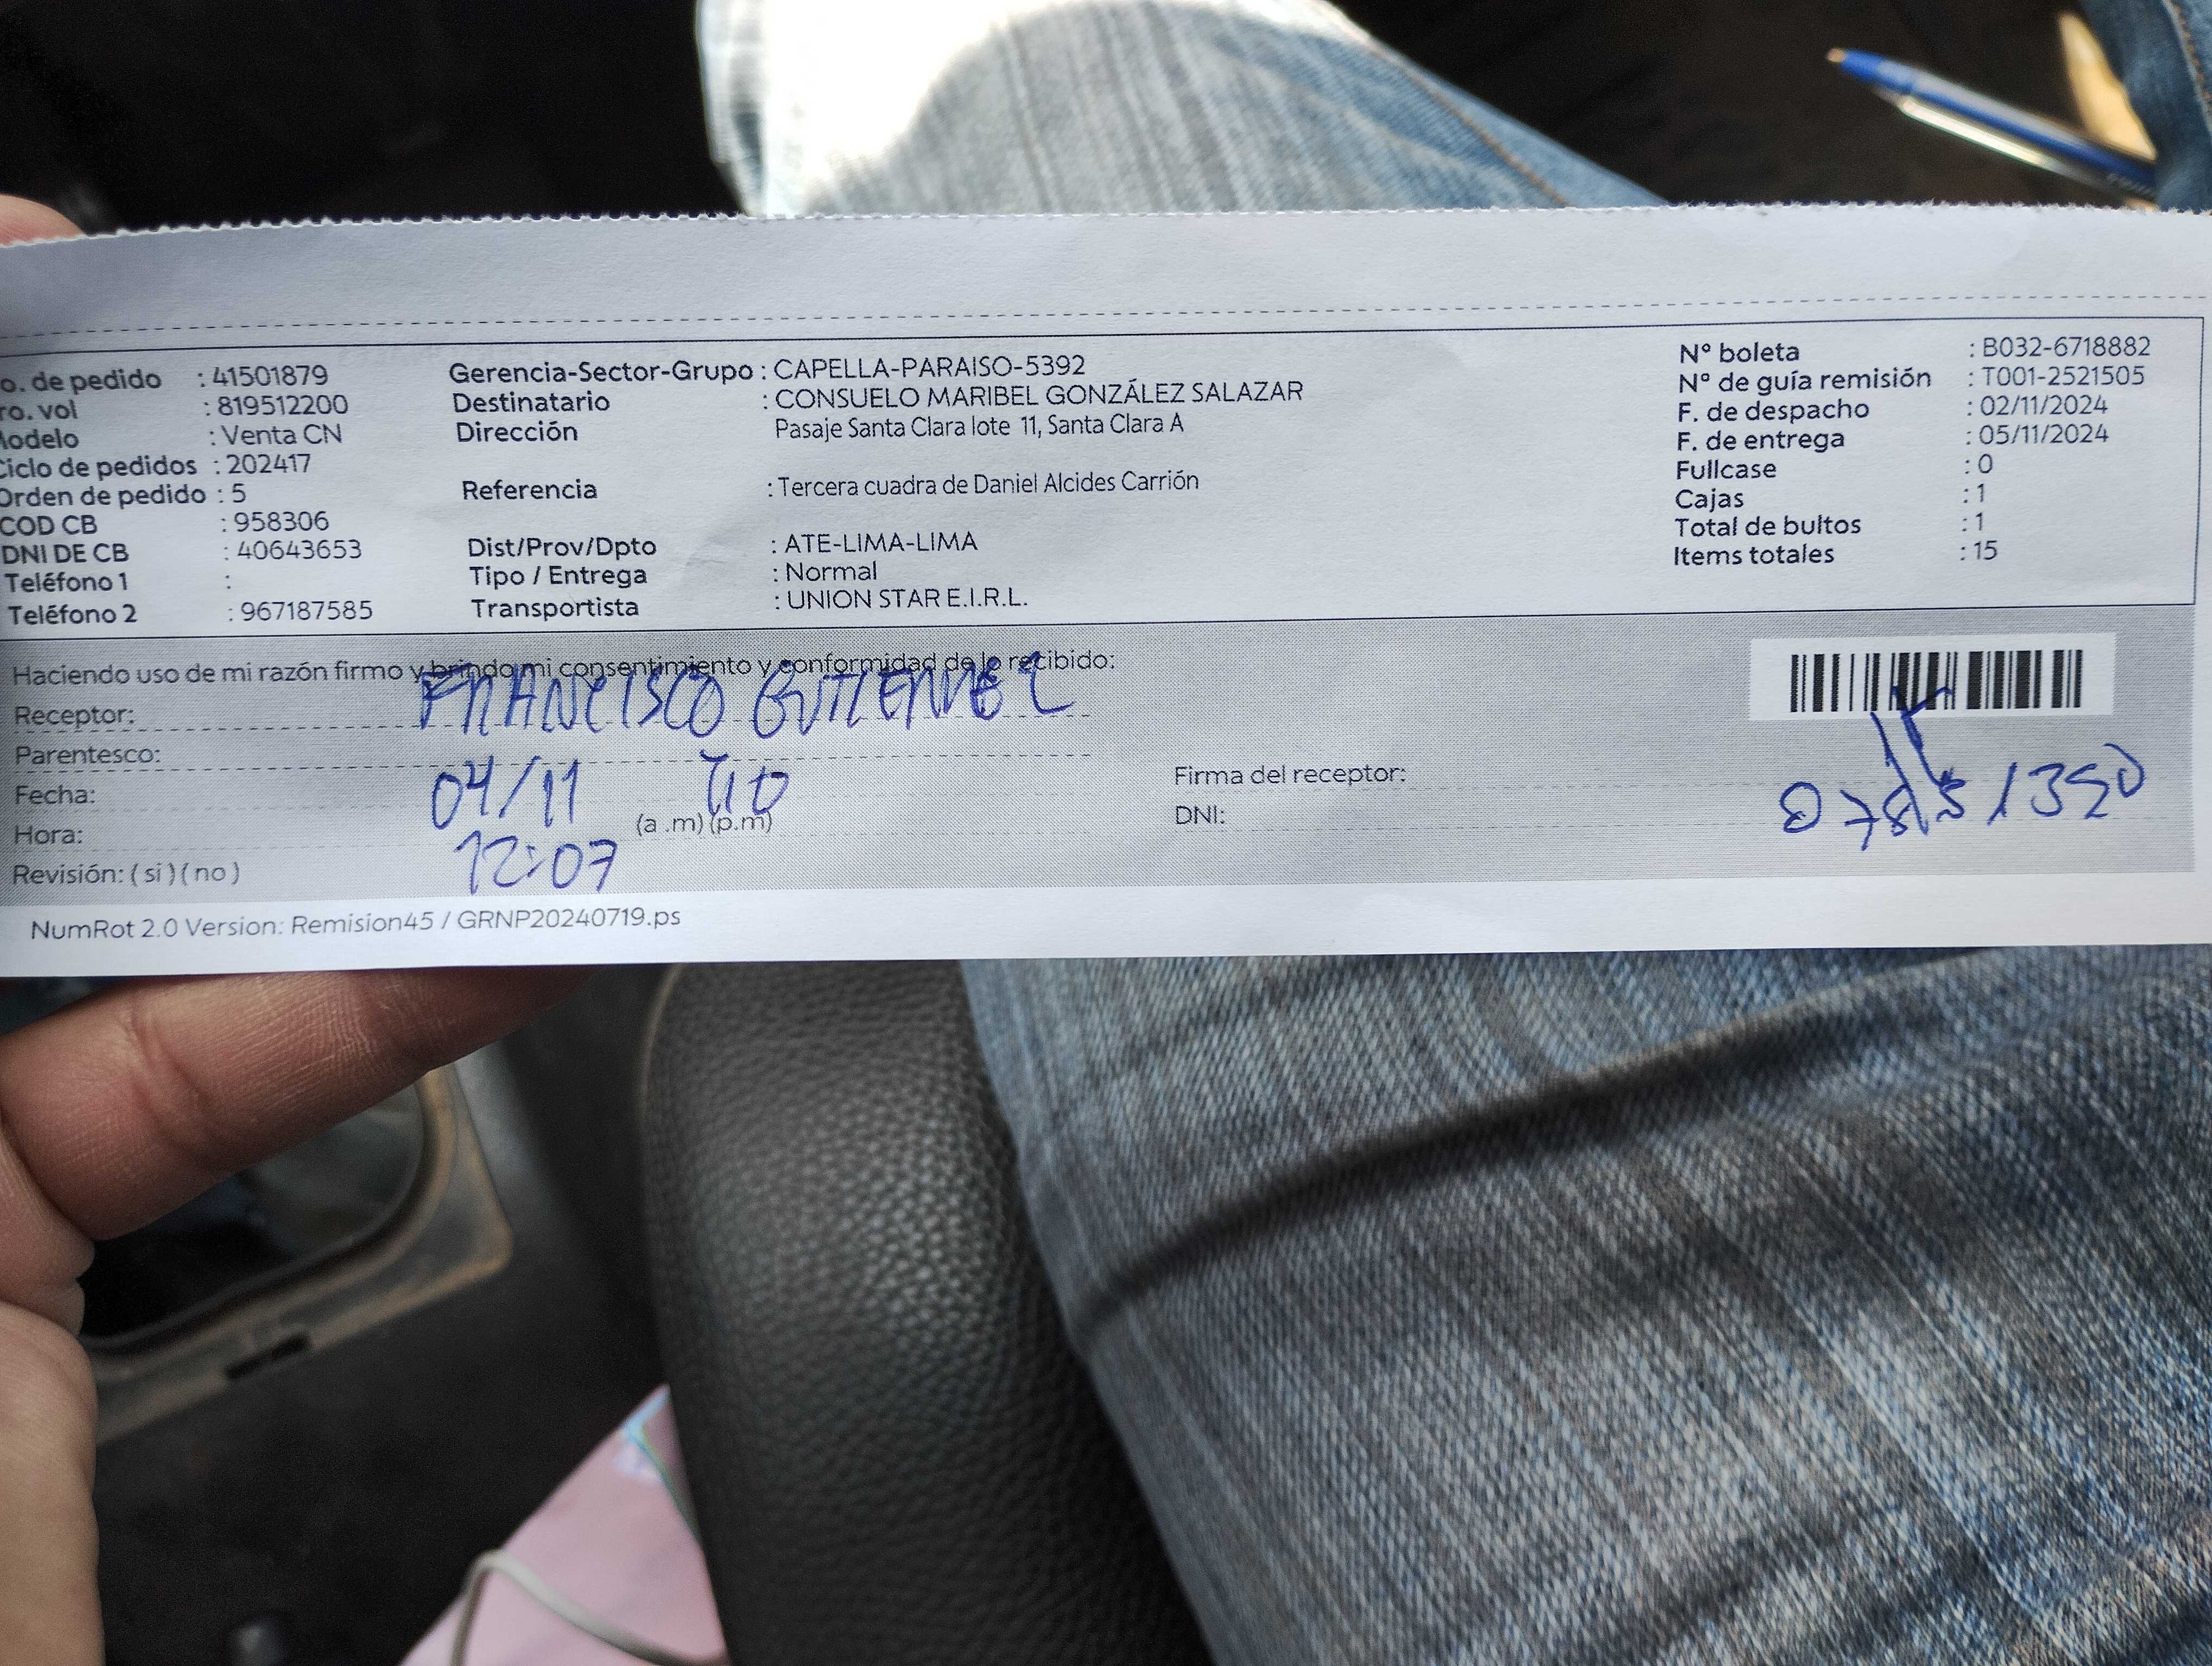 o. de pedido : 41501879
ro. vol : 819512200
odelo : Venta CN
Ciclo de pedidos : 202417
Orden de pedido : 5
COD CB : 958306
DNI DE CB : 40643653
Teléfono 1 :
Teléfono 2 : 967187585
Gerencia-Sector-Grupo : CAPELLA-PARAISO-5392
Destinatario : CONSUELO MARIBEL GONZÁLEZ SALAZAR
Dirección Pasaje Santa Clara lote 11, Santa Clara A
Referencia : Tercera cuadra de Daniel Alcides Carrión
Dist/Prov/Dpto : ATE-LIMA-LIMA
Tipo / Entrega : Normal
Transportista : UNION STAR E.I.R.L.
Nº boleta : B032-6718882
Nº de guía remisión : T001-2521505
F. de despacho : 02/11/2024
F. de entrega : 05/11/2024
Fullcase : 0
Cajas : 1
Total de bultos : 1
Items totales : 15
Haciendo uso de mi razón firmo y brindo mi consentimiento y conformidad de lo recibido:
Receptor: FRANCISCO GUTIERREZ
Parentesco: TIO
Fecha: 04/11
Hora: 12:07 (a .m) (p.m)
Revisión: ( si ) ( no )
Firma del receptor:
DNI:
NumRot 2.0 Version: Remision45 / GRNP20240719.ps